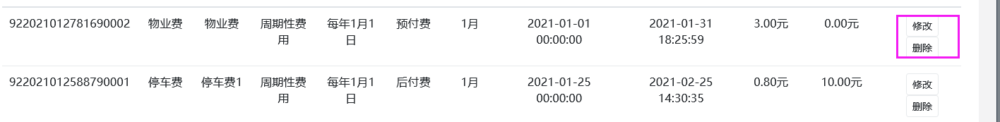 922021012781690002 物业费 物业费 周期性费用 每年1月1日 预付费 1月 2021-01-01 00:00:00 2021-01-31 18:25:59 3.00元 0.00元 修改 删除
922021012588790001 停车费 停车费1 周期性费用 每年1月1日 后付费 1月 2021-01-25 00:00:00 2021-02-25 14:30:35 0.80元 10.00元 修改 删除